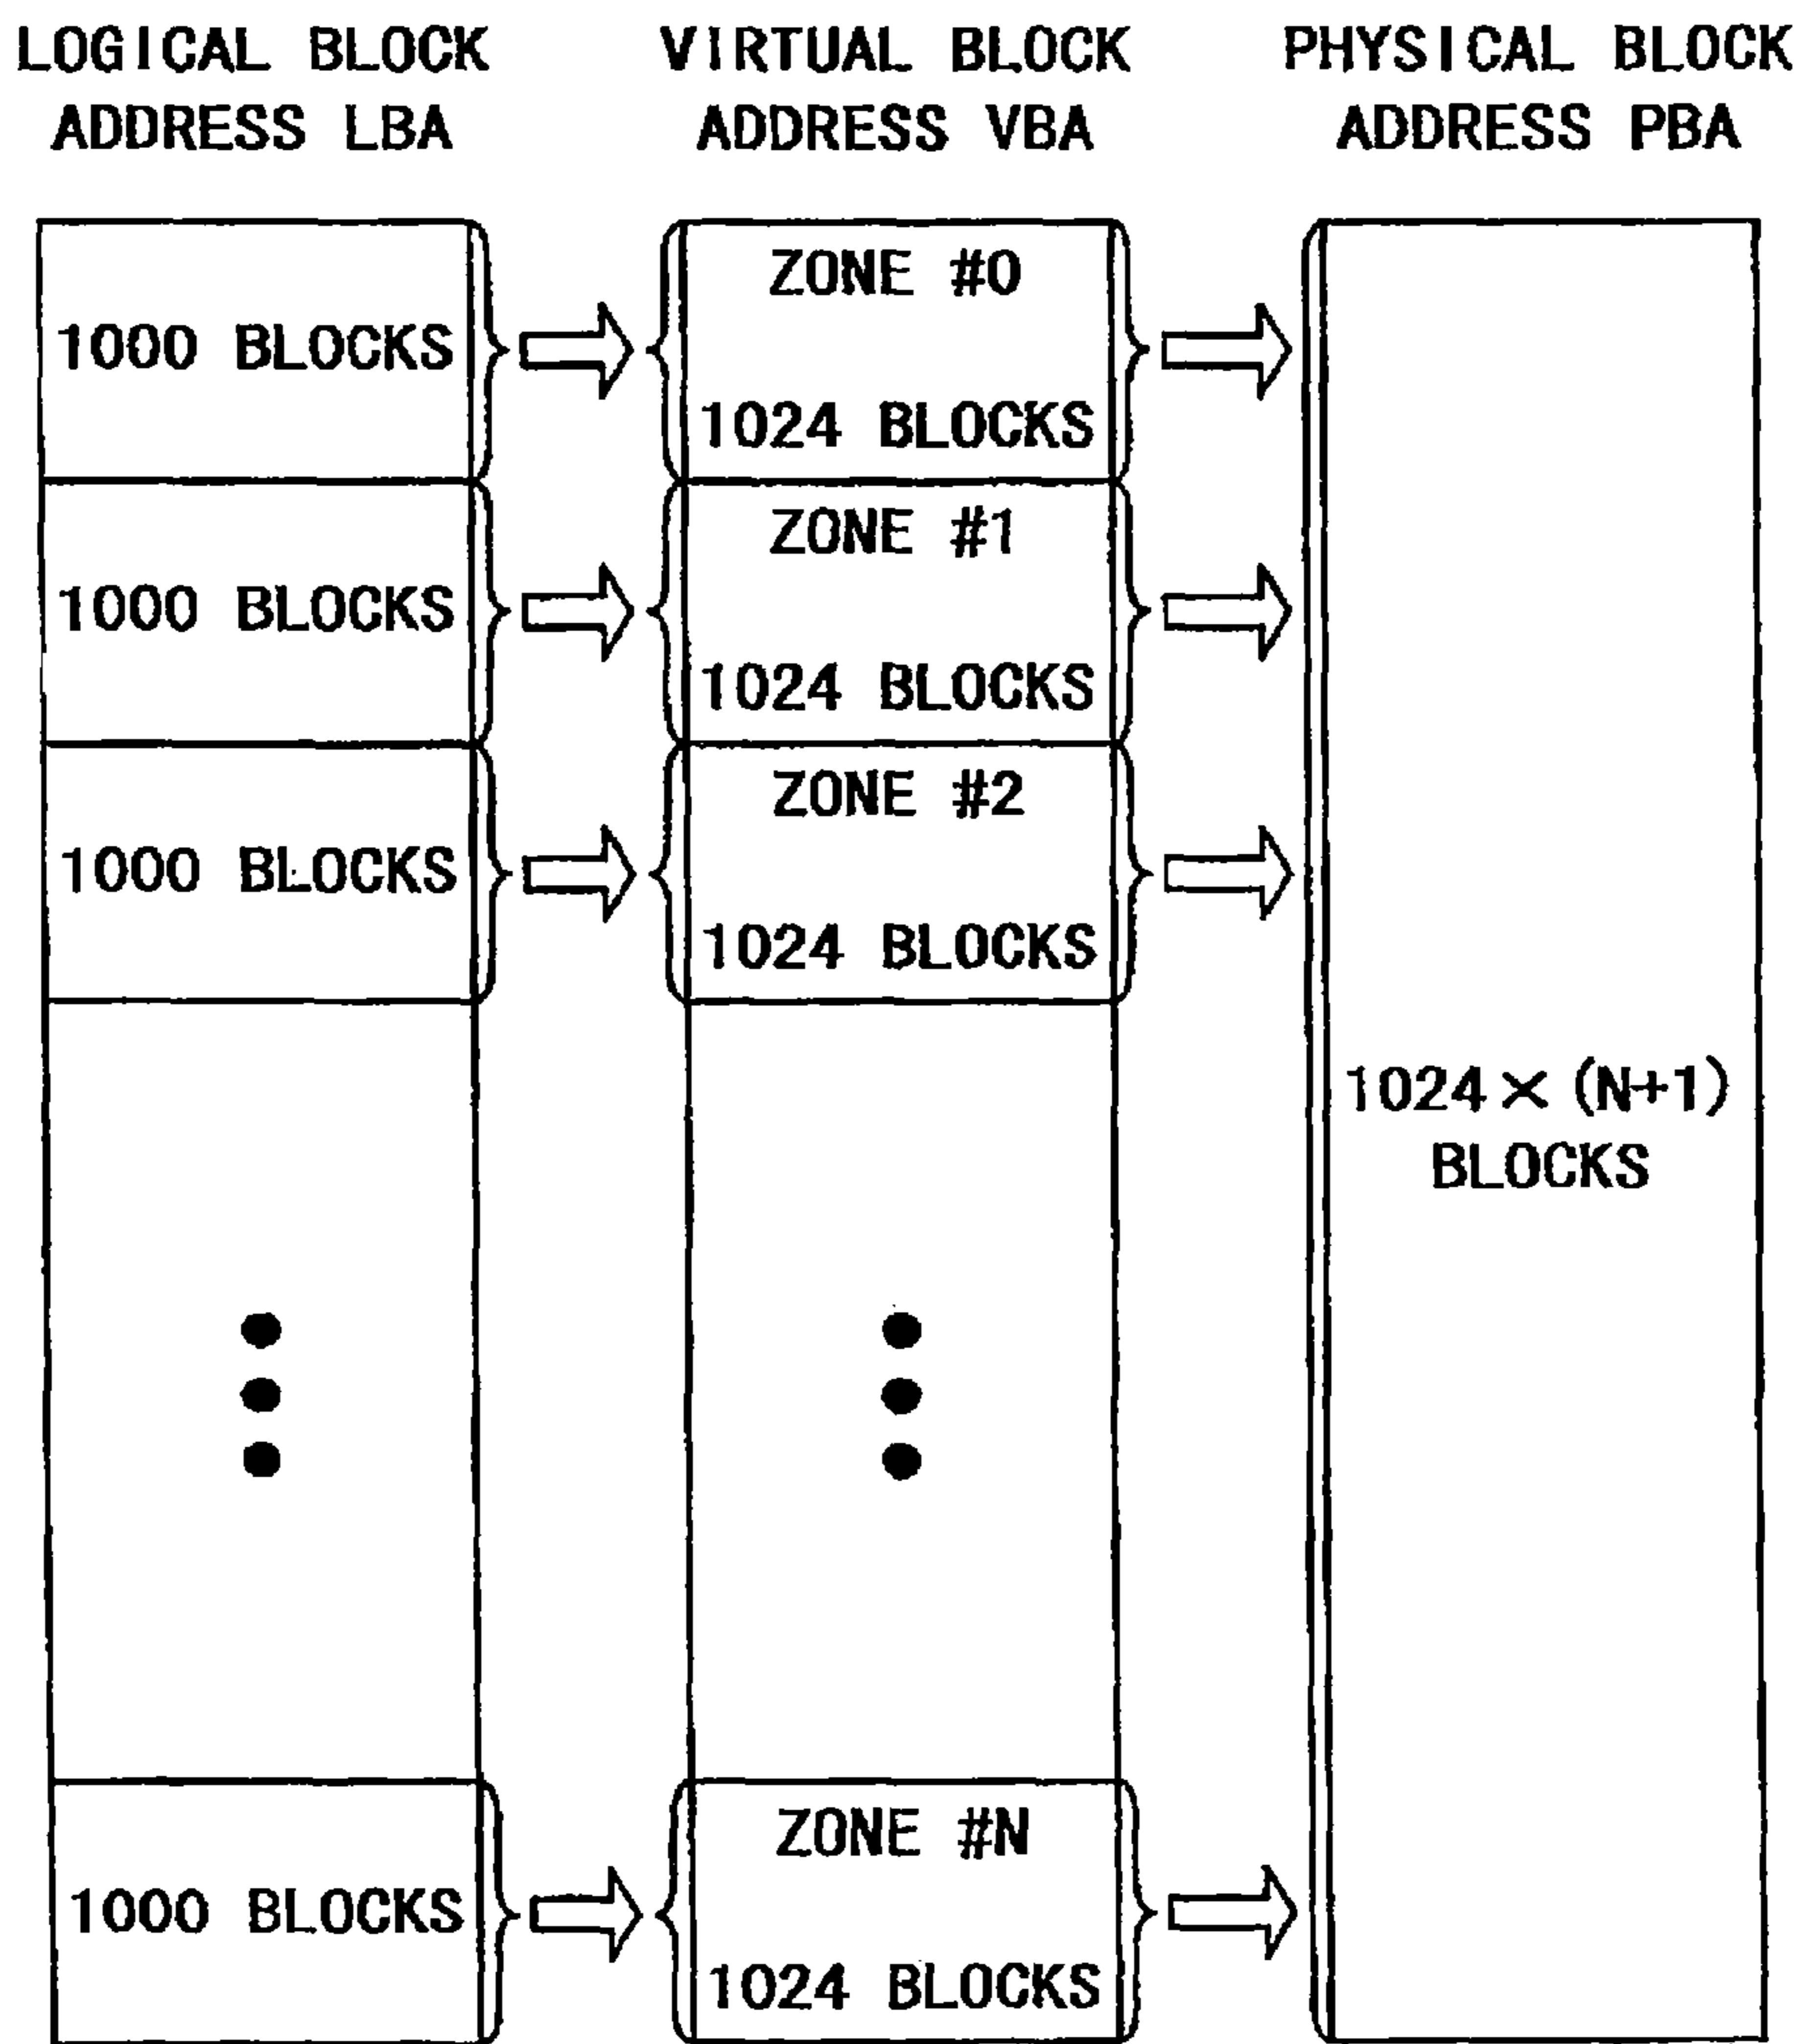 LOGICAL BLOCK
ADDRESS LBA
VIRTUAL BLOCK
ADDRESS VBA
PHYSICAL BLOCK
ADDRESS PBA
1000 BLOCKS
ZONE #0
1024 BLOCKS
1000 BLOCKS
ZONE #1
1024 BLOCKS
1000 BLOCKS
ZONE #2
1024 BLOCKS
1024× (N+1)
BLOCKS
1000 BLOCKS
ZONE #N
1024 BLOCKS